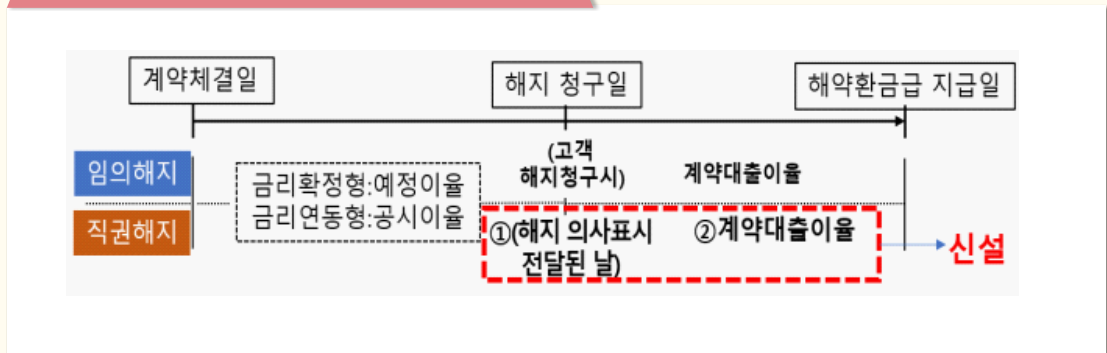 계약체결일
해지 청구일
해약환금급 지급일
임의해지
(고객
해지청구시)
계약대출이율
금리확정형:예정이율
금리연동형:공시이율
직권해지
①(해지 의사표시
전달된 날)
②계약대출이율
신설